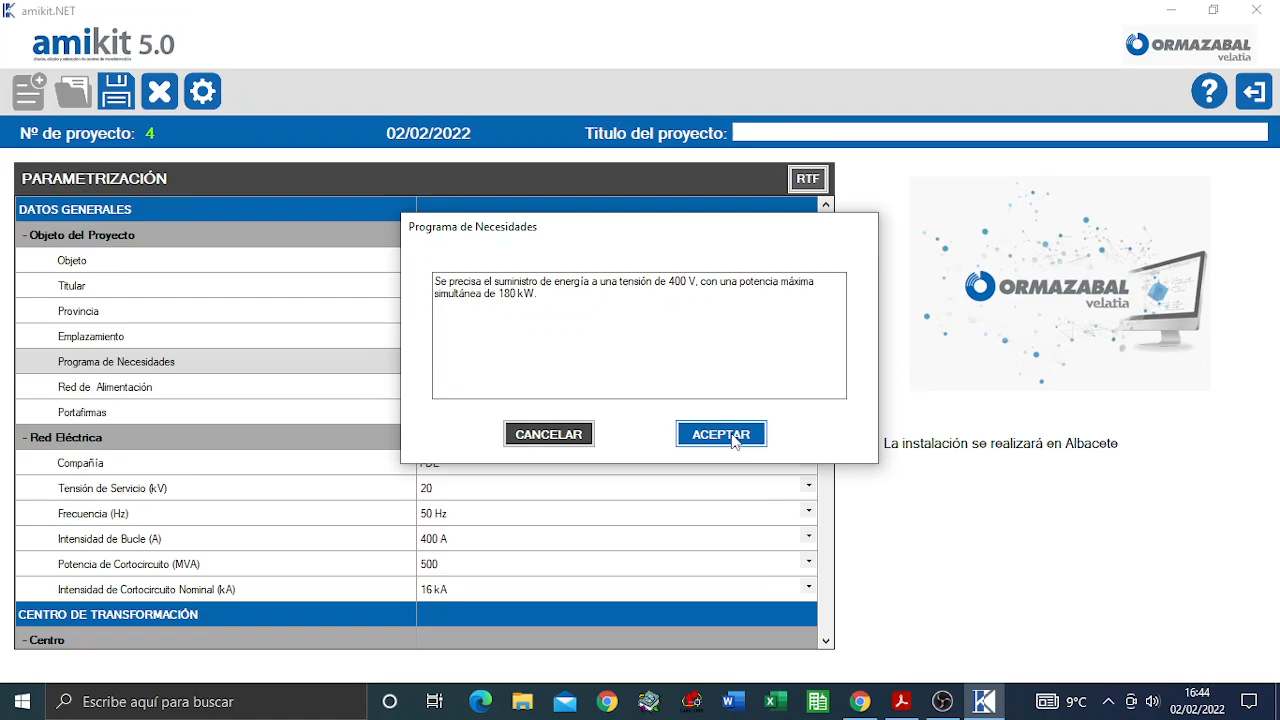 amikit.NET
amikit 5.0
ORMAZABAL
velatia
Nº de proyecto: 4
02/02/2022
Titulo del proyecto:
PARAMETRIZACIÓN
RTF
DATOS GENERALES
- Objeto del Proyecto
Objeto
Titular
Provincia
Emplazamiento
Programa de Necesidades
Red de Alimentación
Portafirmas
- Red Eléctrica
Compañía
Tensión de Servicio (kV)
20
Frecuencia (Hz)
50 Hz
Intensidad de Bucle (A)
400 A
Potencia de Cortocircuito (MVA)
500
Intensidad de Cortocircuito Nominal (kA)
16 kA
CENTRO DE TRANSFORMACIÓN
- Centro
Programa de Necesidades
Se precisa el suministro de energía a una tensión de 400 V, con una potencia máxima
simultánea de 180 kW.
CANCELAR
ACEPTAR
ORMAZABAL
velatia
La instalación se realizará en Albacete
Escribe aquí para buscar
9°C
16:44
02/02/2022